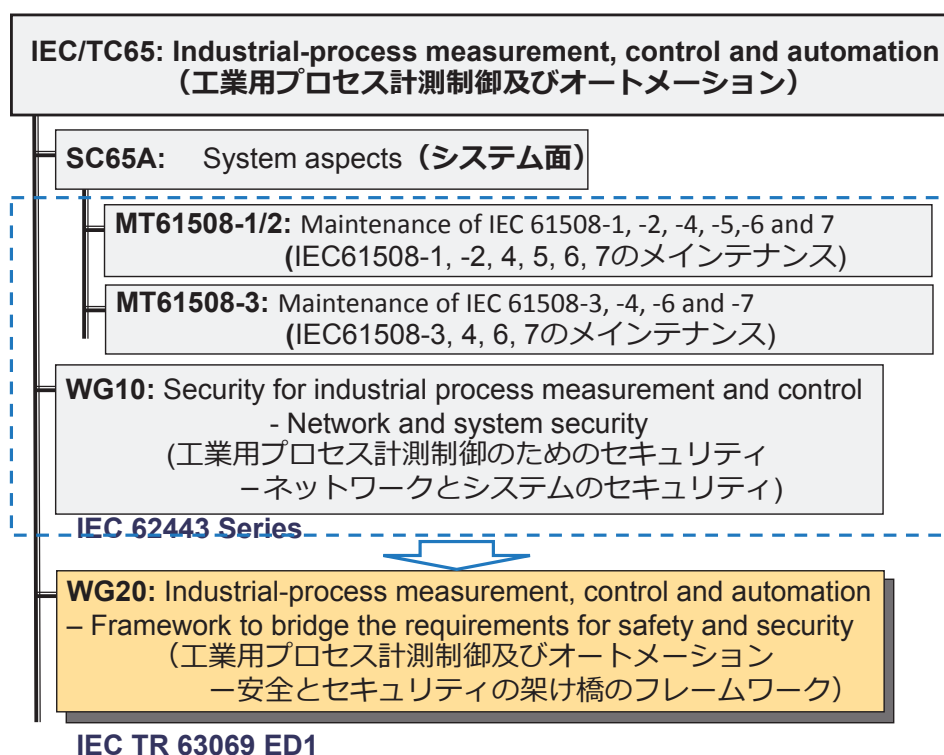 IEC/TC65: Industrial-process measurement, control and automation
（工業用プロセス計測制御及びオートメーション）
SC65A: System aspects（システム面）
MT61508-1/2: Maintenance of IEC 61508-1, -2, -4, -5,-6 and 7
(IEC61508-1, -2, 4, 5, 6, 7のメインテナンス)
MT61508-3: Maintenance of IEC 61508-3, -4, -6 and -7
(IEC61508-3, 4, 6, 7のメインテナンス)
WG10: Security for industrial process measurement and control
- Network and system security
(工業用プロセス計測制御のためのセキュリティ
－ネットワークとシステムのセキュリティ)
IEC 62443 Series
WG20: Industrial-process measurement, control and automation
– Framework to bridge the requirements for safety and security
（工業用プロセス計測制御及びオートメーション
ー安全とセキュリティの架け橋のフレームワーク）
IEC TR 63069 ED1